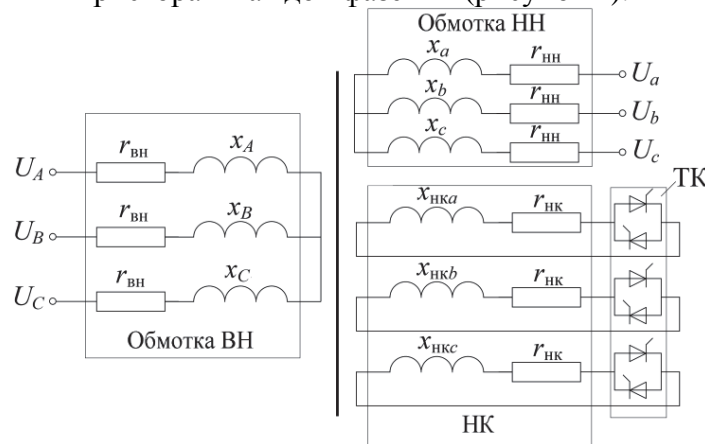 Обмотка НН
x_a r_нн U_a
x_b r_нн U_b
x_c r_нн U_c
U_A r_вн x_A
U_B r_вн x_B
U_C r_вн x_C
Обмотка ВН
ТК
x_нкa r_нк
x_нкb r_нк
x_нкc r_нк
НК